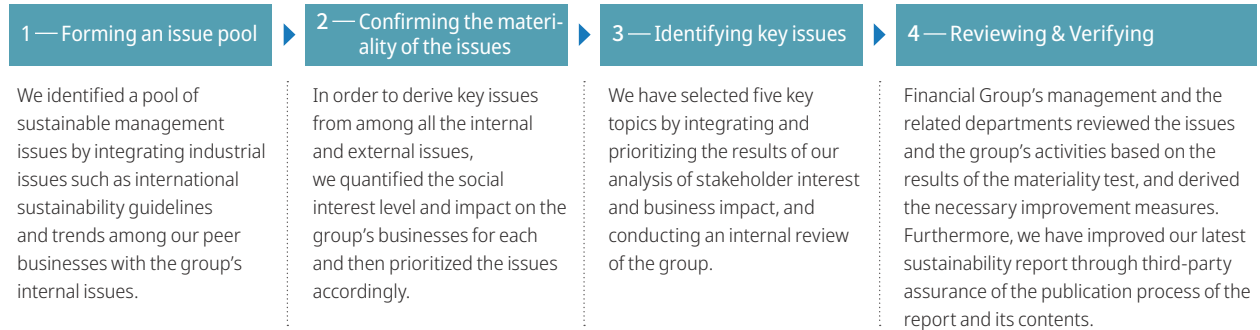 1 — Forming an issue pool
We identified a pool of
sustainable management
issues by integrating industrial
issues such as international
sustainability guidelines
and trends among our peer
businesses with the group's
internal issues.
2 — Confirming the materi-
ality of the issues
In order to derive key issues
from among all the internal
and external issues,
we quantified the social
interest level and impact on the
group's businesses for each
and then prioritized the issues
accordingly.
3 — Identifying key issues
We have selected five key
topics by integrating and
prioritizing the results of our
analysis of stakeholder interest
and business impact, and
conducting an internal review
of the group.
4 — Reviewing & Verifying
Financial Group's management and the
related departments reviewed the issues
and the group's activities based on the
results of the materiality test, and derived
the necessary improvement measures.
Furthermore, we have improved our latest
sustainability report through third-party
assurance of the publication process of the
report and its contents.